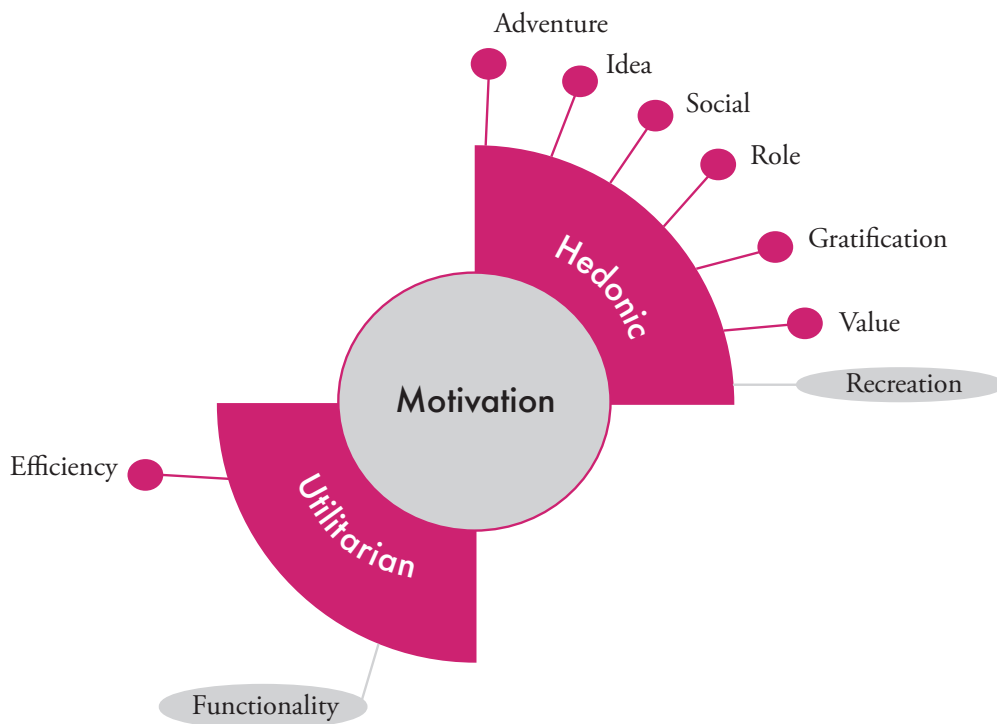 Adventure
Idea
Social
Role
Gratification
Value
Recreation
Hedonic
Motivation
Utilitarian
Efficiency
Functionality